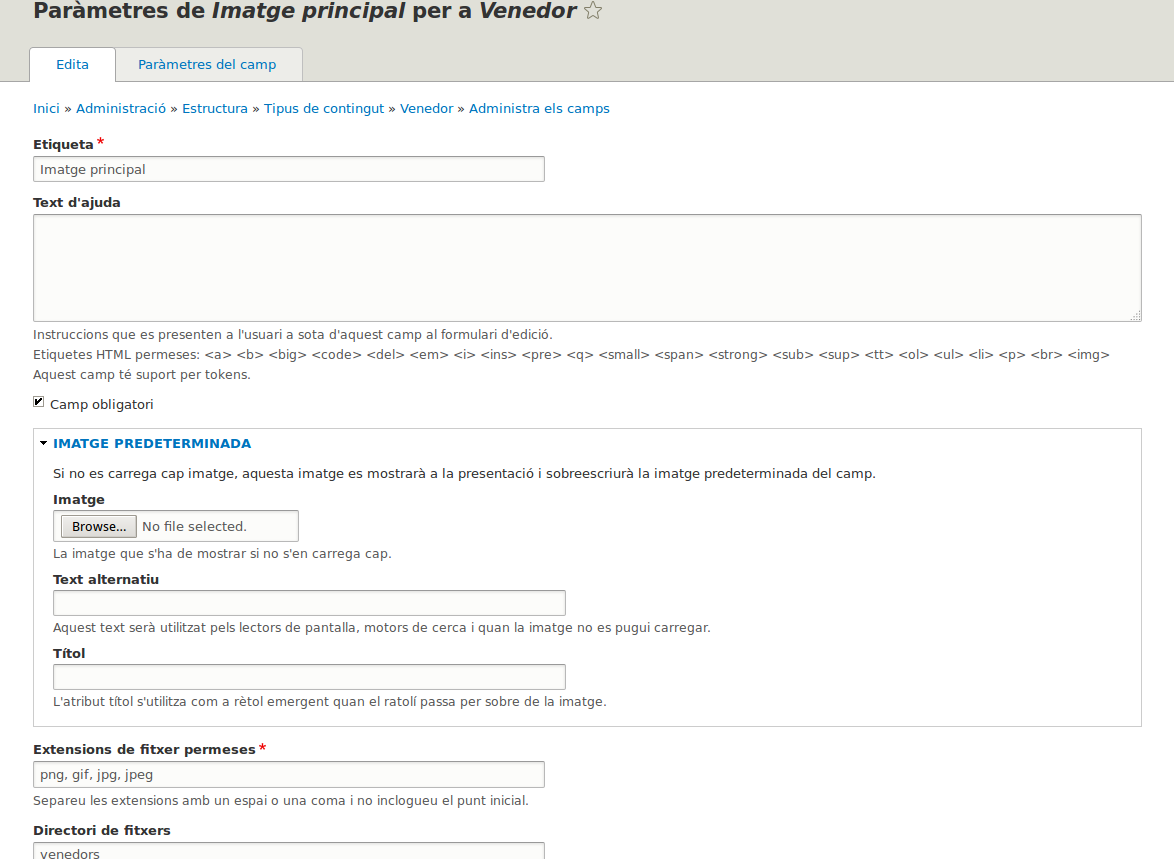 Paràmetres de Imatge principal per a Venedor
Edita Paràmetres del camp
Inici » Administració » Estructura » Tipus de contingut » Venedor » Administra els camps
Etiqueta *
Imatge principal
Text d'ajuda
Instruccions que es presenten a l'usuari a sota d'aquest camp al formulari d'edició.
Etiquetes HTML permeses: <a> <b> <big> <code> <del> <em> <i> <ins> <pre> <q> <small> <span> <strong> <sub> <sup> <tt> <ol> <ul> <li> <p> <br> <img>
Aquest camp té suport per tokens.
Camp obligatori
IMATGE PREDETERMINADA
Si no es carrega cap imatge, aquesta imatge es mostrarà a la presentació i sobreescriurà la imatge predeterminada del camp.
Imatge
Browse... No file selected.
La imatge que s'ha de mostrar si no s'en carrega cap.
Text alternatiu
Aquest text serà utilitzat pels lectors de pantalla, motors de cerca i quan la imatge no es pugui carregar.
Títol
L'atribut títol s'utilitza com a rètol emergent quan el ratolí passa per sobre de la imatge.
Extensions de fitxer permeses *
png, gif, jpg, jpeg
Separeu les extensions amb un espai o una coma i no inclogueu el punt inicial.
Directori de fitxers
venedors